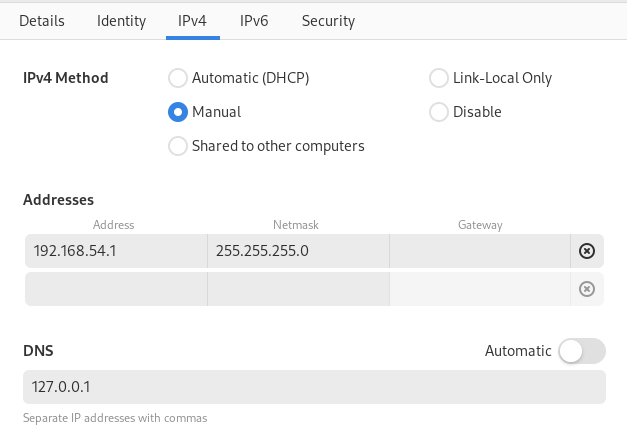 Details Identity IPv4 IPv6 Security
IPv4 Method Automatic (DHCP) Link-Local Only
Manual Disable
Shared to other computers
Addresses
Address Netmask Gateway
192.168.54.1 255.255.255.0
DNS Automatic
127.0.0.1
Separate IP addresses with commas